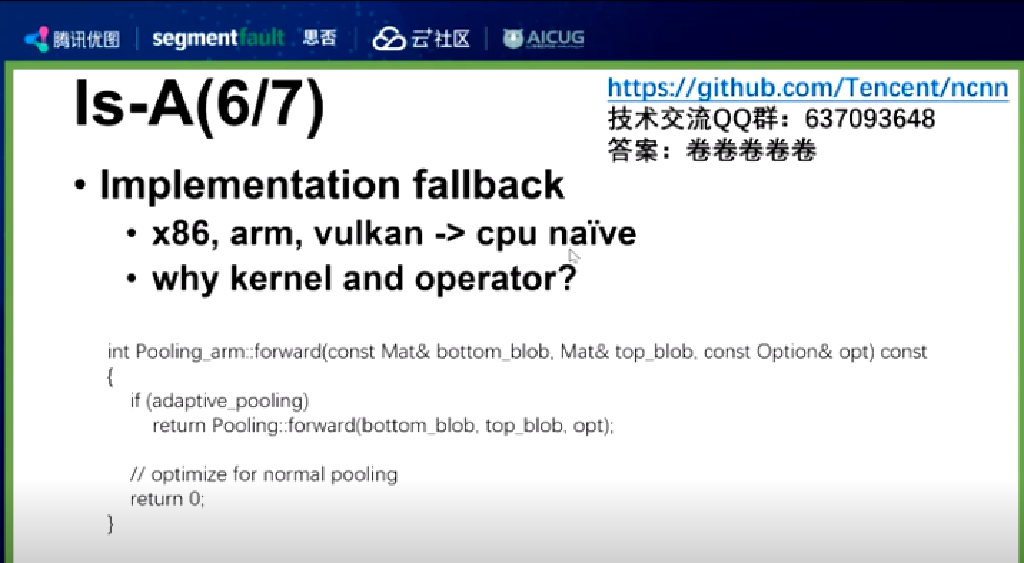 腾讯优图 segmentfault 思否 云+社区 AICUG
Is-A(6/7)
https://github.com/Tencent/ncnn
技术交流QQ群：637093648
答案：卷卷卷卷卷
• Implementation fallback
• x86, arm, vulkan -> cpu naïve
• why kernel and operator?
int Pooling_arm::forward(const Mat& bottom_blob, Mat& top_blob, const Option& opt) const
{
if (adaptive_pooling)
return Pooling::forward(bottom_blob, top_blob, opt);
// optimize for normal pooling
return 0;
}